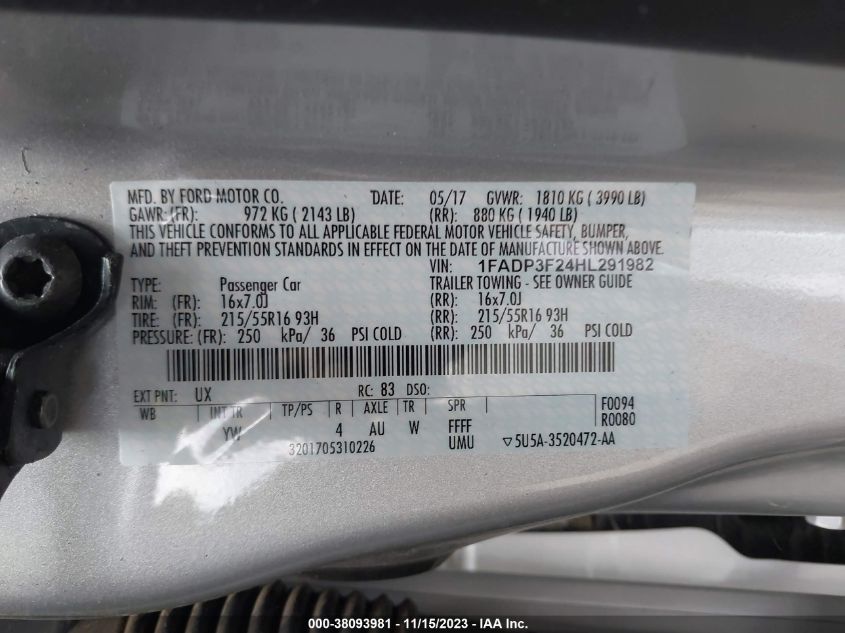 MFD. BY FORD MOTOR CO. DATE: 05/17 GVWR: 1810 KG ( 3990 LB)
GAWR: (FR): 972 KG ( 2143 LB) (RR): 880 KG ( 1940 LB)
THIS VEHICLE CONFORMS TO ALL APPLICABLE FEDERAL MOTOR VEHICLE SAFETY, BUMPER,
AND THEFT PREVENTION STANDARDS IN EFFECT ON THE DATE OF MANUFACTURE SHOWN ABOVE.
VIN: 1FADP3F24HL291982
TYPE: Passenger Car TRAILER TOWING - SEE OWNER GUIDE
RIM: (FR): 16x7.0J (RR): 16x7.0J
TIRE: (FR): 215/55R16 93H (RR): 215/55R16 93H
PRESSURE: (FR): 250 kPa/ 36 PSI COLD (RR): 250 kPa/ 36 PSI COLD
EXT PNT: UX RC: 83 DSO:
WB INT TR TP/PS R AXLE TR SPR F0094
YW 4 AU W FFFF R0080
3201705310226 UMU ▽5U5A-3520472-AA
000-38093981 - 11/15/2023 - IAA Inc.